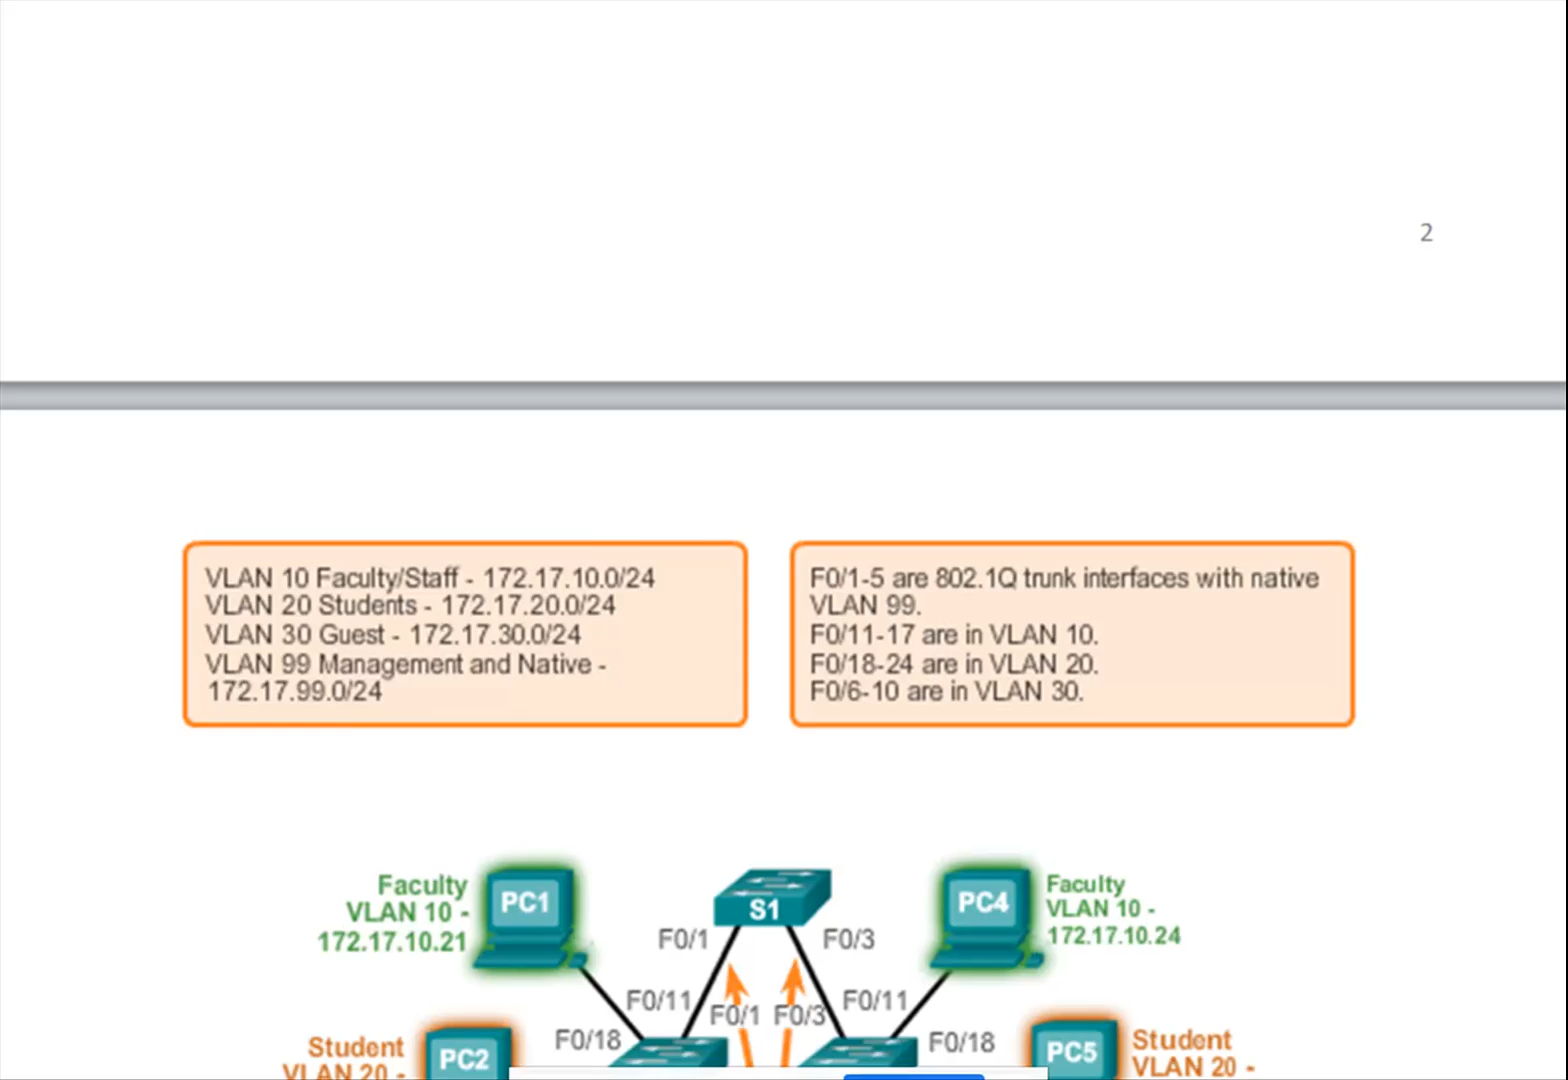 2
VLAN 10 Faculty/Staff - 172.17.10.0/24
VLAN 20 Students - 172.17.20.0/24
VLAN 30 Guest - 172.17.30.0/24
VLAN 99 Management and Native -
172.17.99.0/24
F0/1-5 are 802.1Q trunk interfaces with native
VLAN 99.
F0/11-17 are in VLAN 10.
F0/18-24 are in VLAN 20.
F0/6-10 are in VLAN 30.
Faculty
VLAN 10 -
172.17.10.21
PC1
S1
PC4
Faculty
VLAN 10 -
172.17.10.24
F0/1
F0/3
F0/11
F0/1
F0/3
F0/11
F0/18
F0/18
Student
VLAN 20 -
PC2
PC5
Student
VLAN 20 -